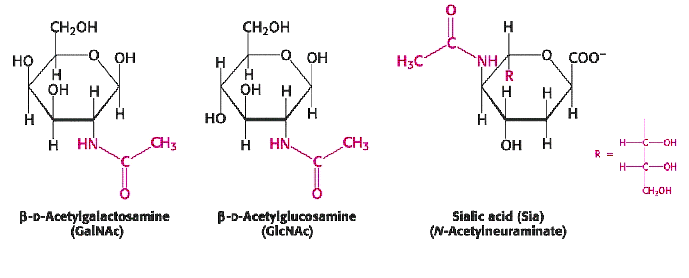 CH₂OH
HO
O
OH
H
OH
H
H
H
H
HN
CH₃
C
O
β-D-Acetylgalactosamine
(GalNAc)
CH₂OH
H
O
OH
H
OH
H
HO
H
H
HN
CH₃
C
O
β-D-Acetylglucosamine
(GlcNAc)
O
C
H₃C
NH
H
O
COO⁻
R
H
H
H
H
OH
H
R =
H—C—OH
H—C—OH
CH₂OH
Sialic acid (Sia)
(N-Acetylneuraminate)